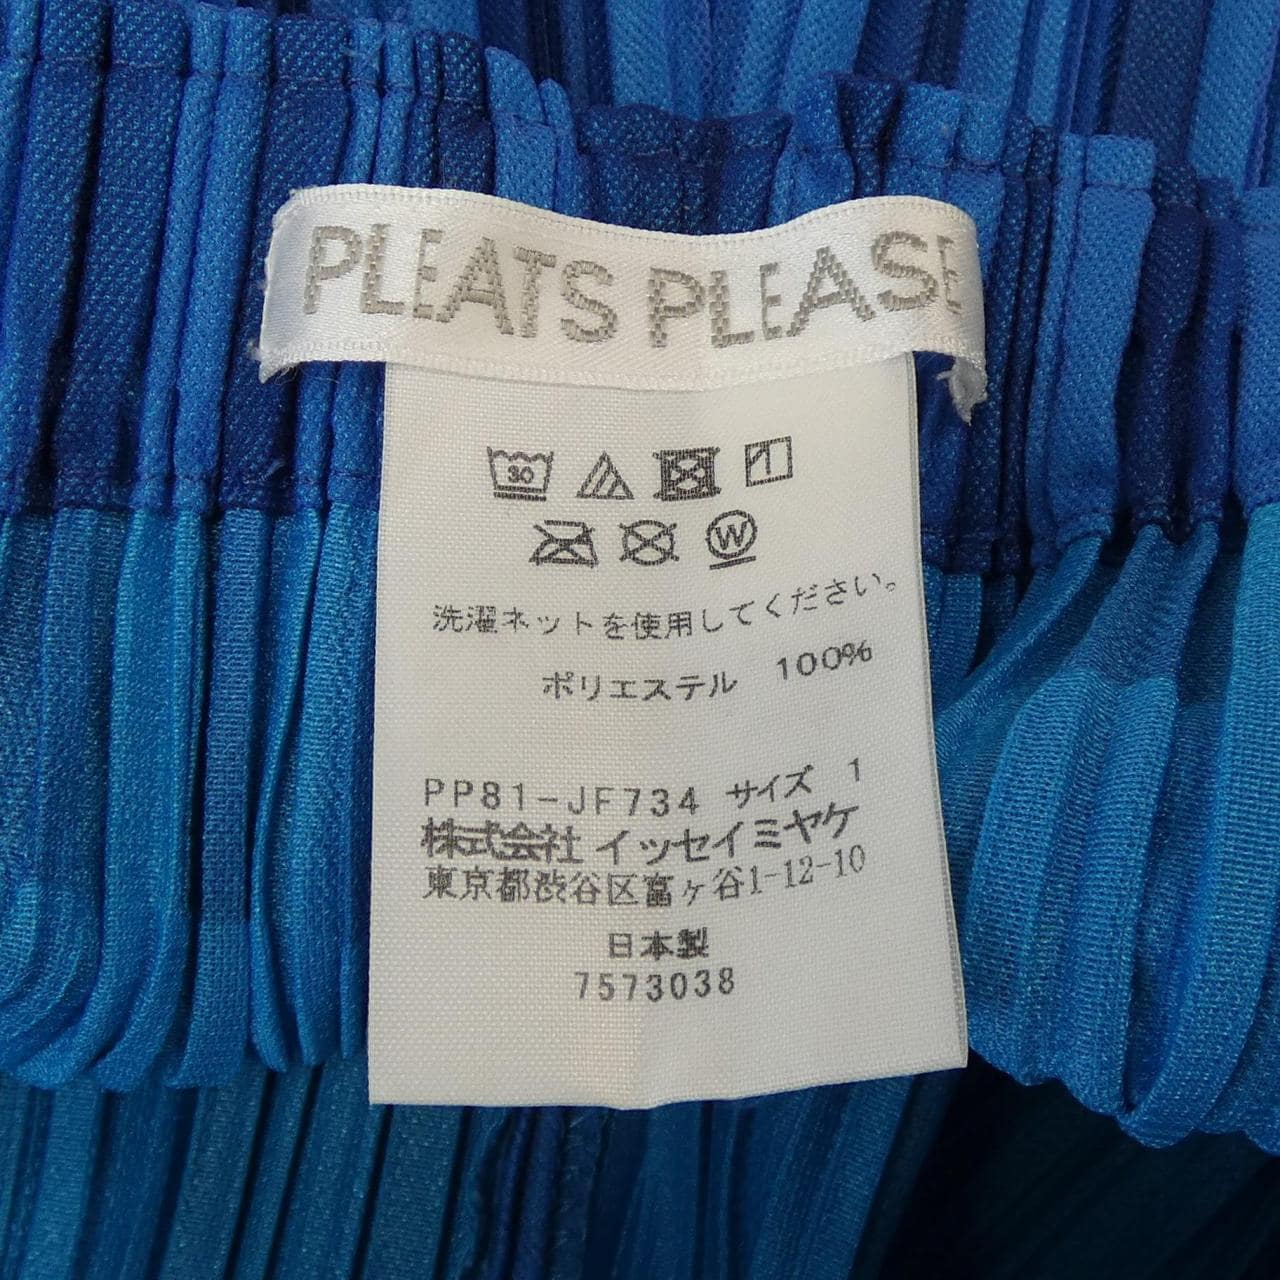 PLEATS PLEASE
30
W
洗濯ネットを使用してください。
ポリエステル 100%
PP81-JF734 サイズ 1
株式会社 イッセイミヤケ
東京都渋谷区富ヶ谷1-12-10
日本製
7573038